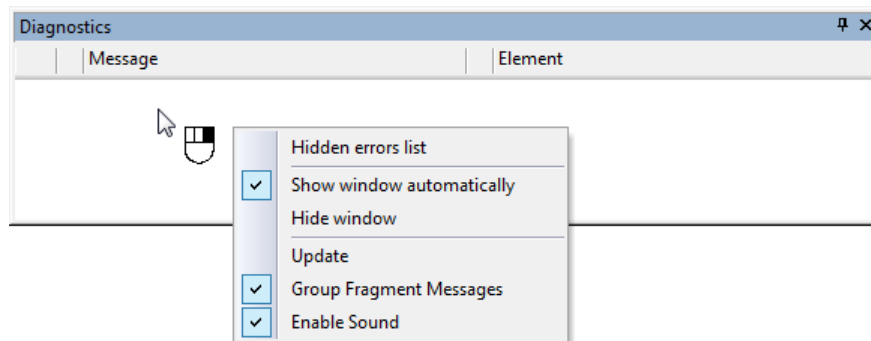 Diagnostics
Message Element
Hidden errors list
Show window automatically
Hide window
Update
Group Fragment Messages
Enable Sound